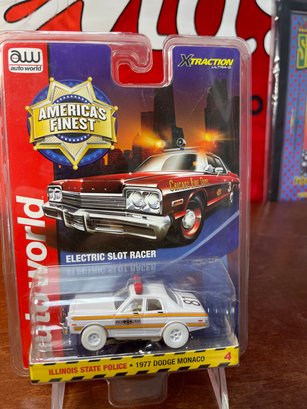 aw
auto world
XTRACTION
ULTRA-G
AMERICAS
FINEST
ELECTRIC SLOT RACER
auto world
ILLINOIS STATE POLICE • 1977 DODGE MONACO
4